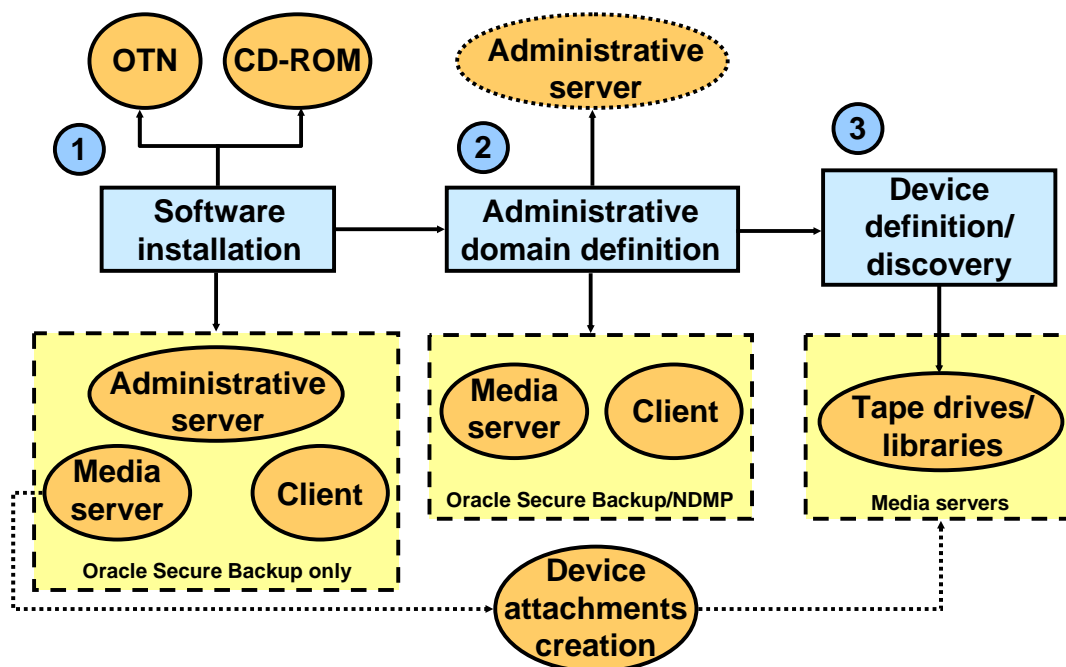 OTN
CD-ROM
Administrative
server
1
2
3
Software
installation
Administrative
domain definition
Device
definition/
discovery
Administrative
server
Media
server
Client
Oracle Secure Backup only
Media
server
Client
Oracle Secure Backup/NDMP
Tape drives/
libraries
Media servers
Device
attachments
creation